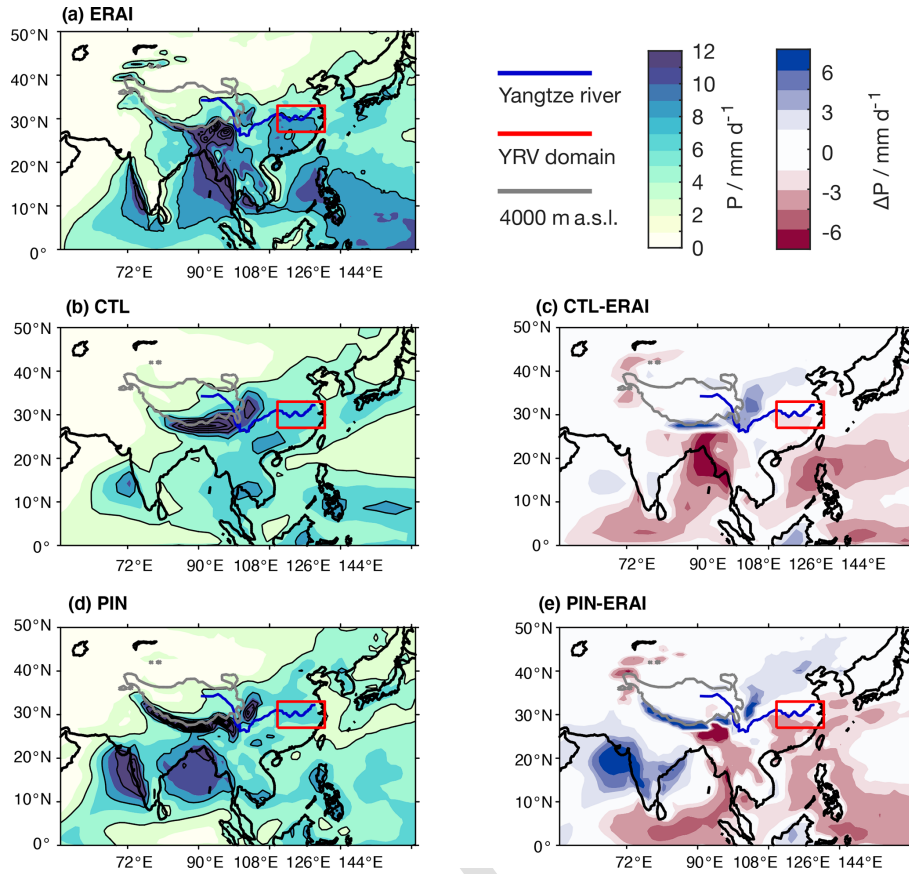 (a) ERAI
50°N
40°N
30°N
20°N
10°N
0°
72°E 90°E 108°E 126°E 144°E
Yangtze river
YRV domain
4000 m a.s.l.
12
10
8
6
4
2
0
P / mm d⁻¹
6
3
0
-3
-6
ΔP / mm d⁻¹
(b) CTL
50°N
40°N
30°N
20°N
10°N
0°
72°E 90°E 108°E 126°E 144°E
(c) CTL-ERAI
50°N
40°N
30°N
20°N
10°N
0°
72°E 90°E 108°E 126°E 144°E
(d) PIN
50°N
40°N
30°N
20°N
10°N
0°
72°E 90°E 108°E 126°E 144°E
(e) PIN-ERAI
50°N
40°N
30°N
20°N
10°N
0°
72°E 90°E 108°E 126°E 144°E